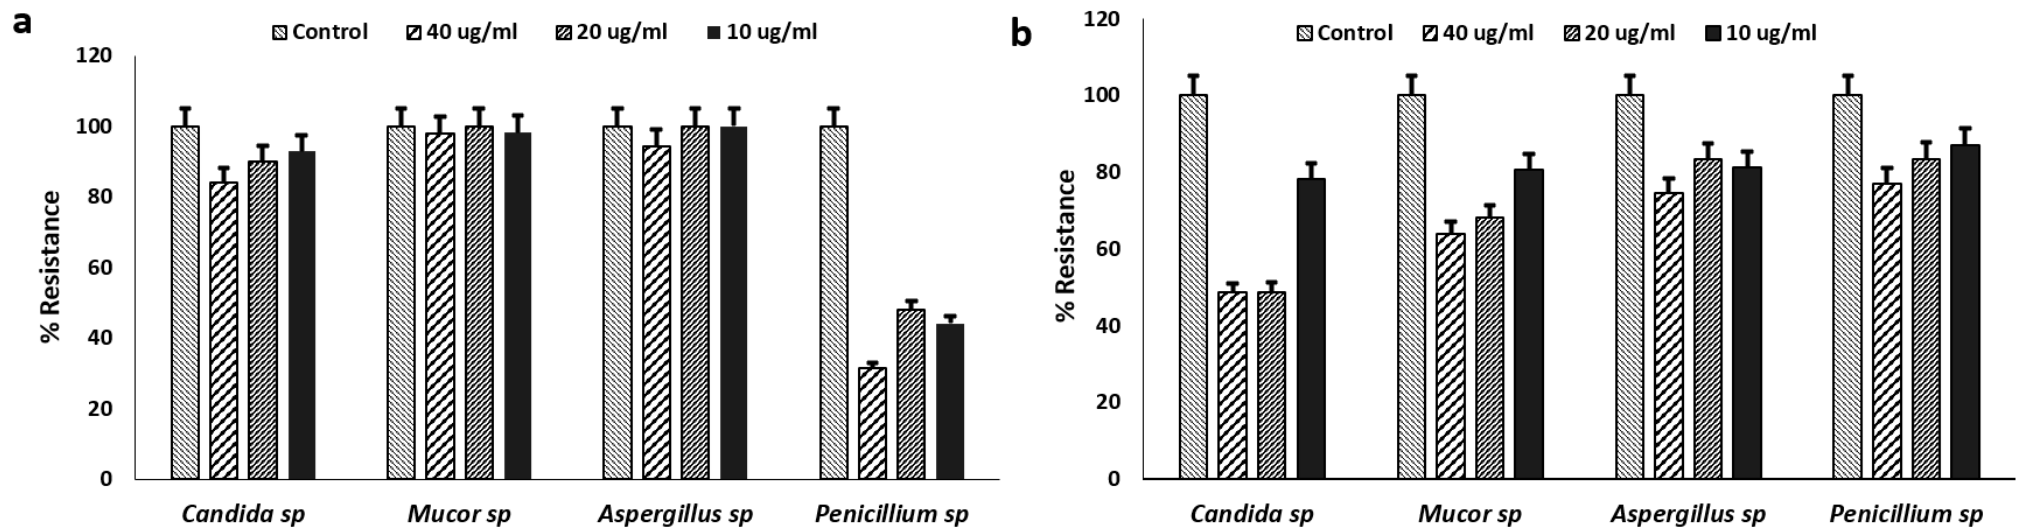 a
Control 40 ug/ml 20 ug/ml 10 ug/ml
120
100
80
60
40
20
0
% Resistance
Candida sp Mucor sp Aspergillus sp Penicillium sp
b
Control 40 ug/ml 20 ug/ml 10 ug/ml
120
100
80
60
40
20
0
% Resistance
Candida sp Mucor sp Aspergillus sp Penicillium sp